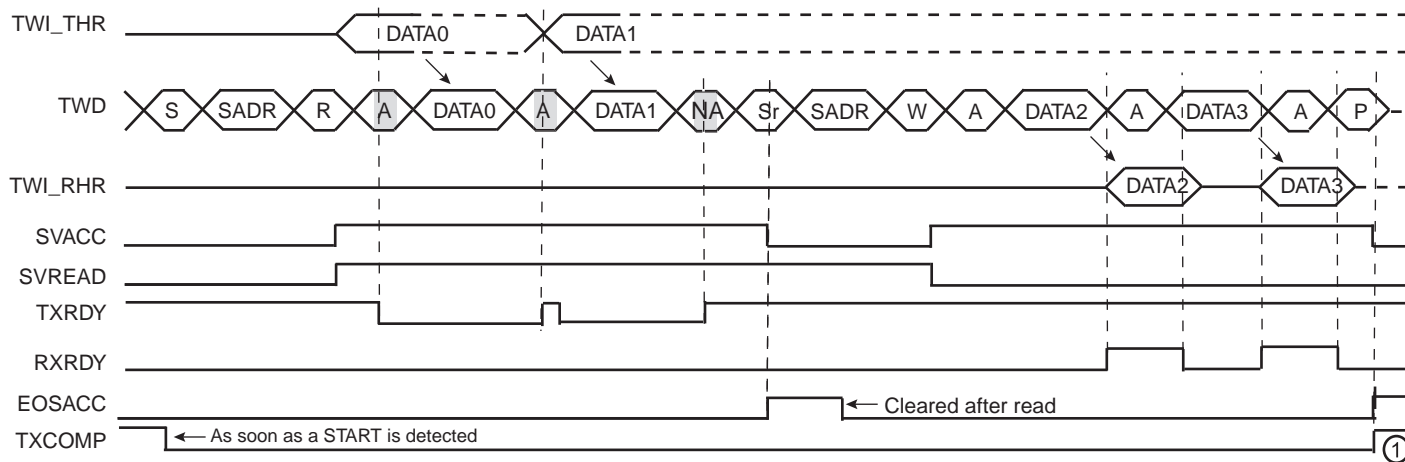 TWI_THR DATA0 DATA1
TWD S SADR R A DATA0 A DATA1 NA Sr SADR W A DATA2 A DATA3 A P
TWI_RHR DATA2 DATA3
SVACC
SVREAD
TXRDY
RXRDY
EOSACC Cleared after read
TXCOMP As soon as a START is detected 1